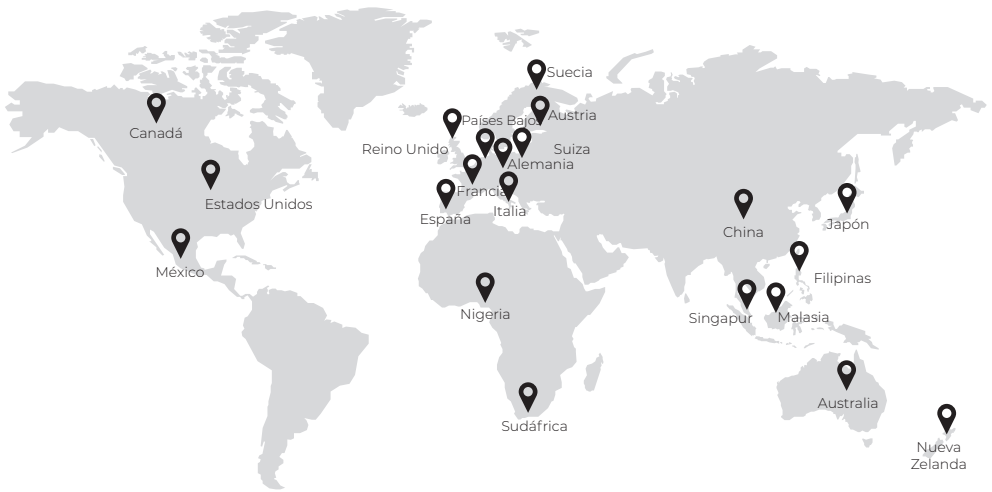 Suecia
Canadá
Países Bajos
Austria
Reino Unido
Suiza
Alemania
Estados Unidos
Francia
España
Italia
China
Japón
México
Filipinas
Nigeria
Singapur
Malasia
Australia
Sudáfrica
Nueva
Zelanda